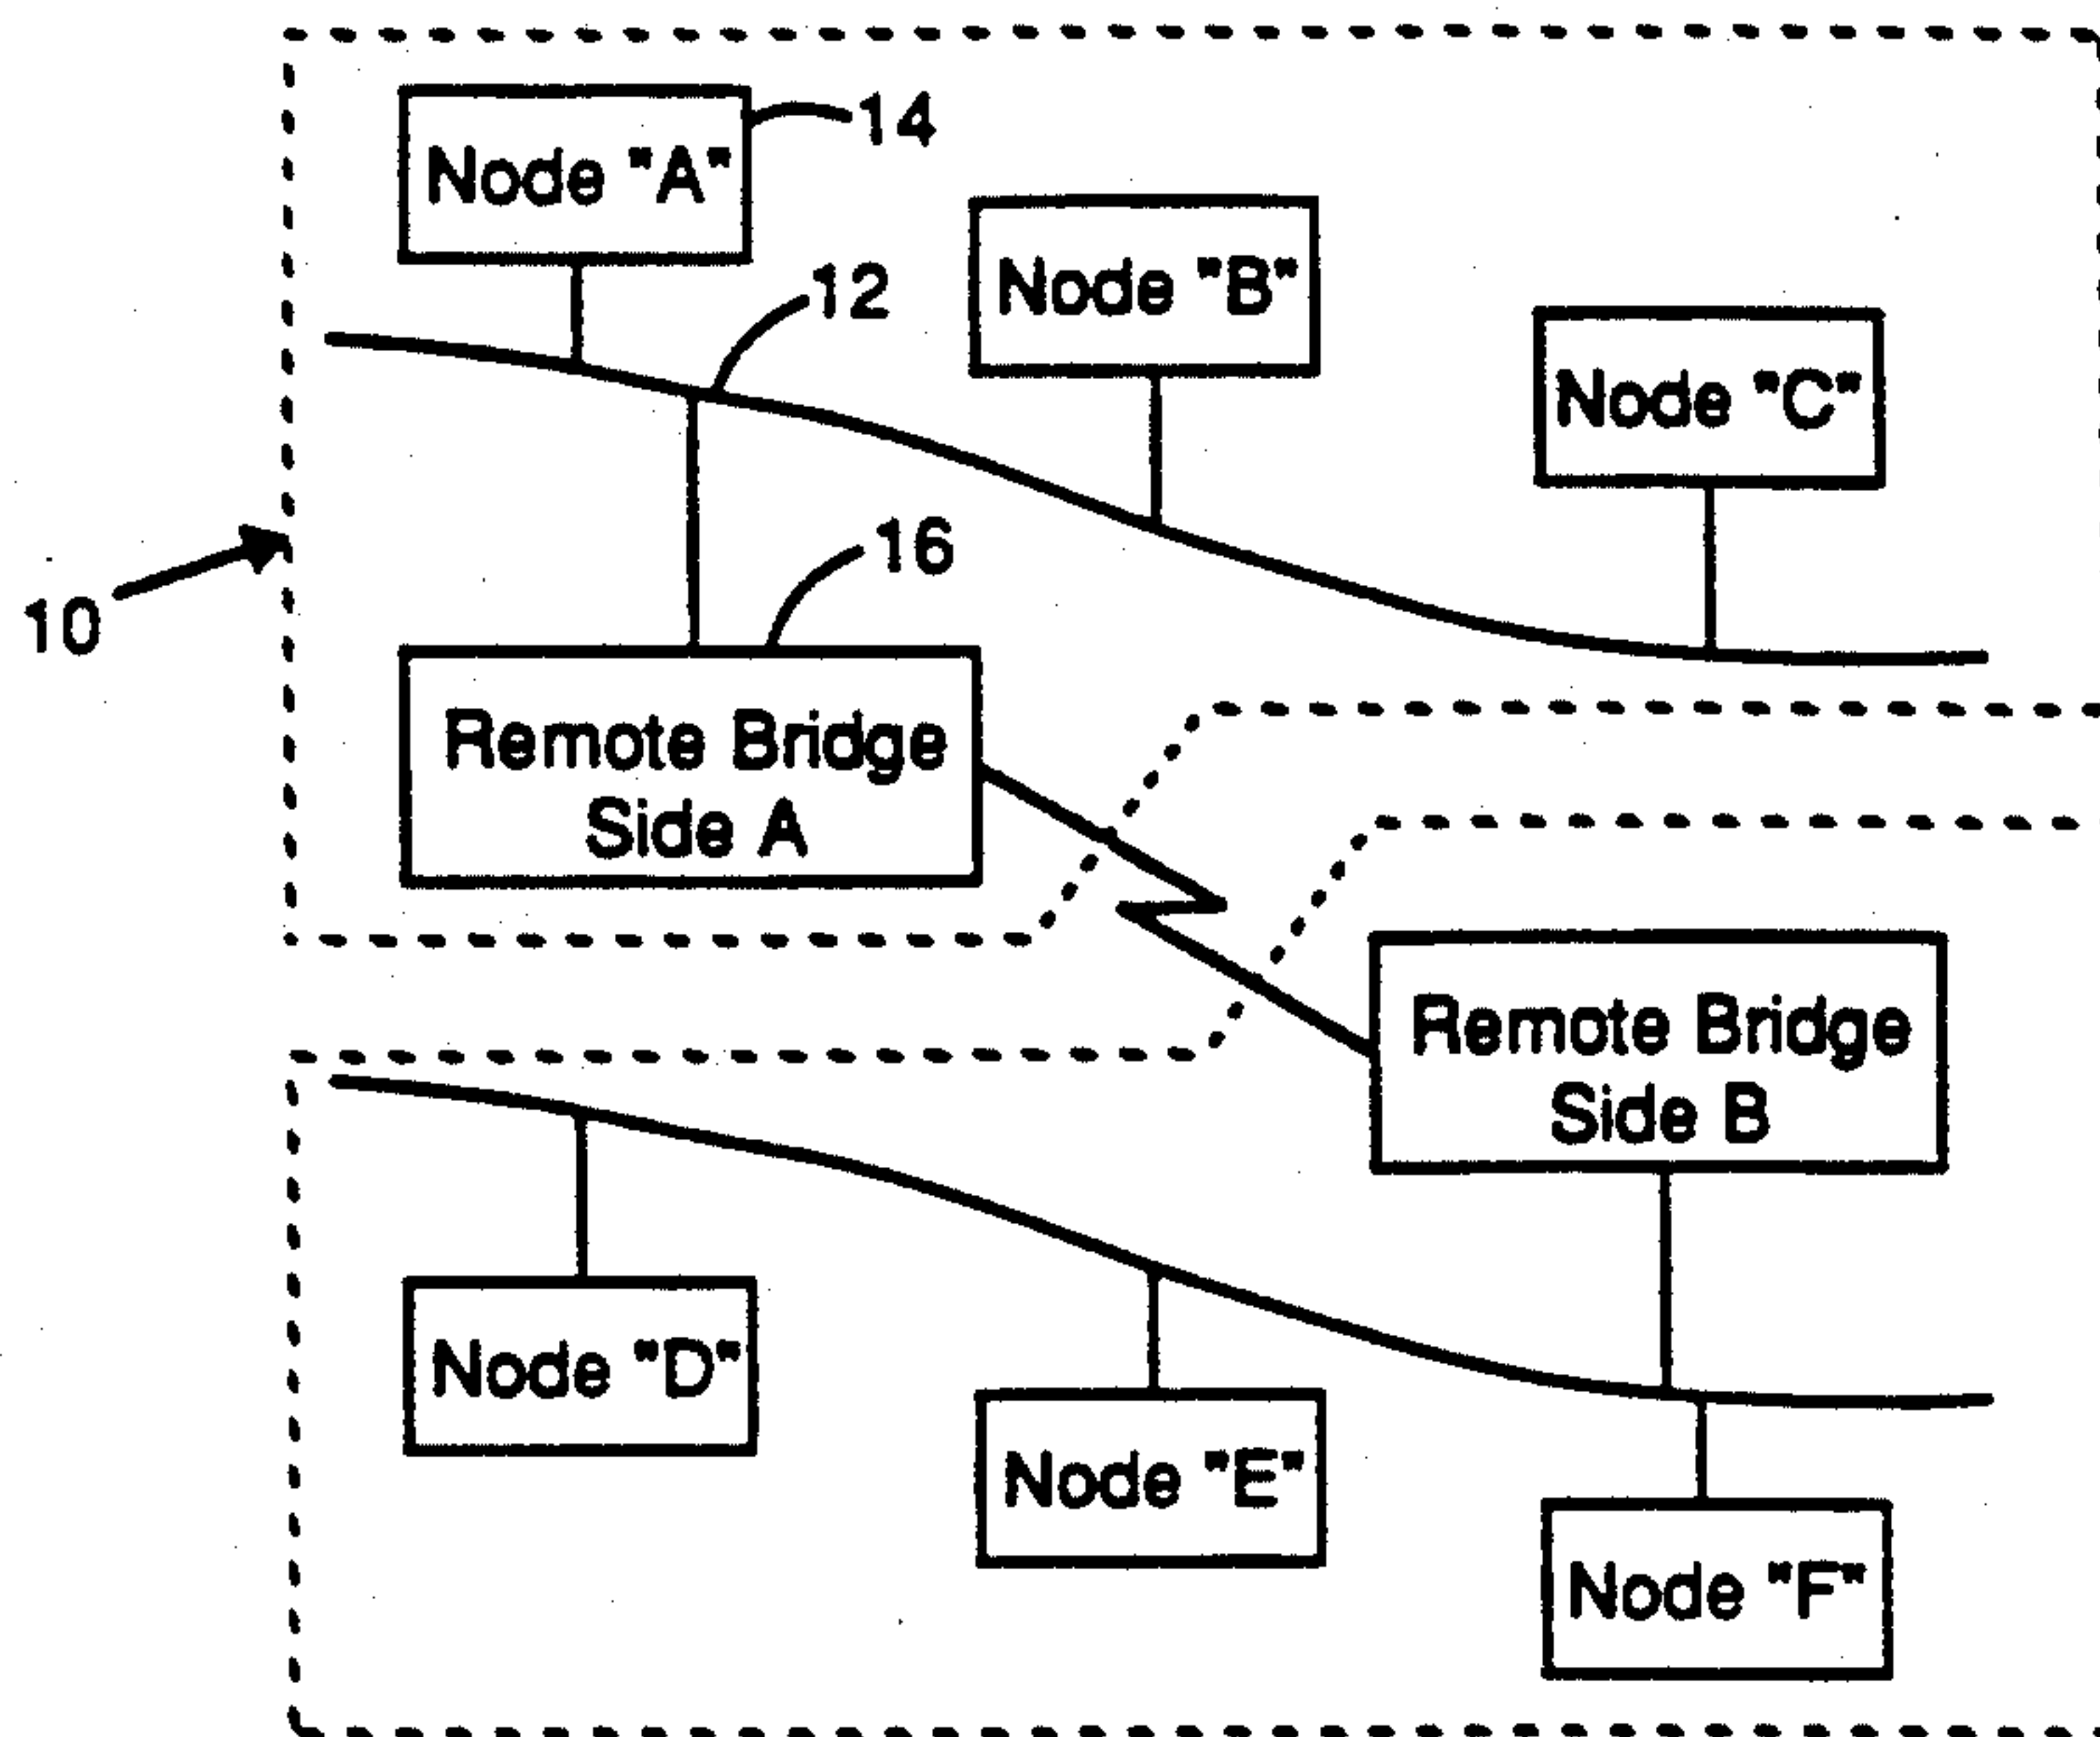 14
Node "A"
12
Node "B"
Node "C"
16
10
Remote Bridge
Side A
Remote Bridge
Side B
Node "D"
Node "E"
Node "F"